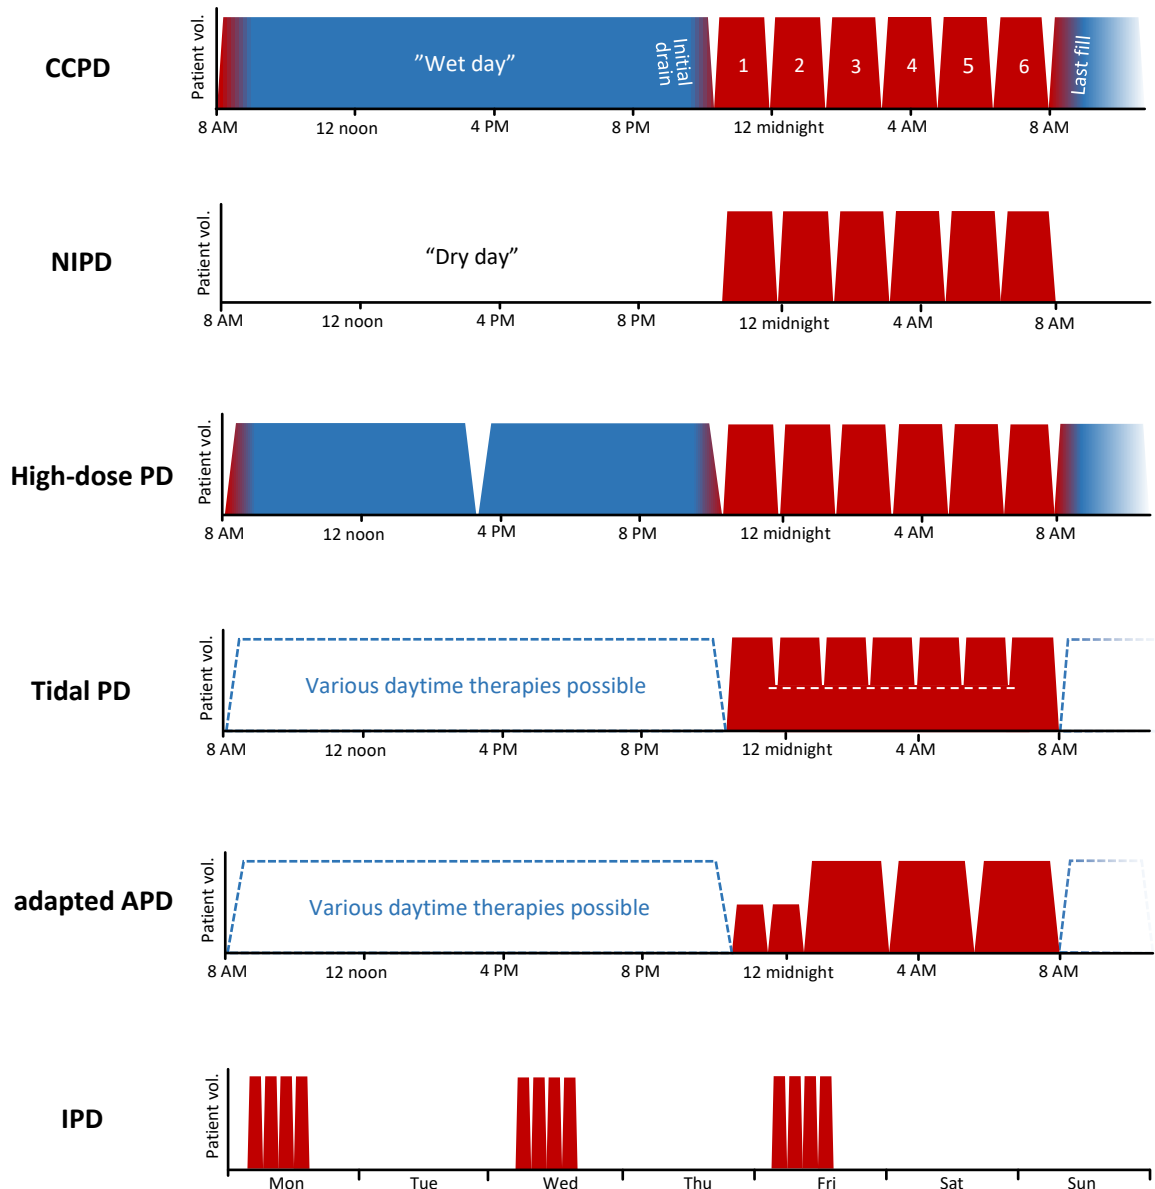 CCPD
Patient vol.
”Wet day”
Initial
drain
1 2 3 4 5 6
Last fill
8 AM 12 noon 4 PM 8 PM 12 midnight 4 AM 8 AM
NIPD
Patient vol.
“Dry day”
8 AM 12 noon 4 PM 8 PM 12 midnight 4 AM 8 AM
High-dose PD
Patient vol.
8 AM 12 noon 4 PM 8 PM 12 midnight 4 AM 8 AM
Tidal PD
Patient vol.
Various daytime therapies possible
8 AM 12 noon 4 PM 8 PM 12 midnight 4 AM 8 AM
adapted APD
Patient vol.
Various daytime therapies possible
8 AM 12 noon 4 PM 8 PM 12 midnight 4 AM 8 AM
IPD
Patient vol.
Mon Tue Wed Thu Fri Sat Sun